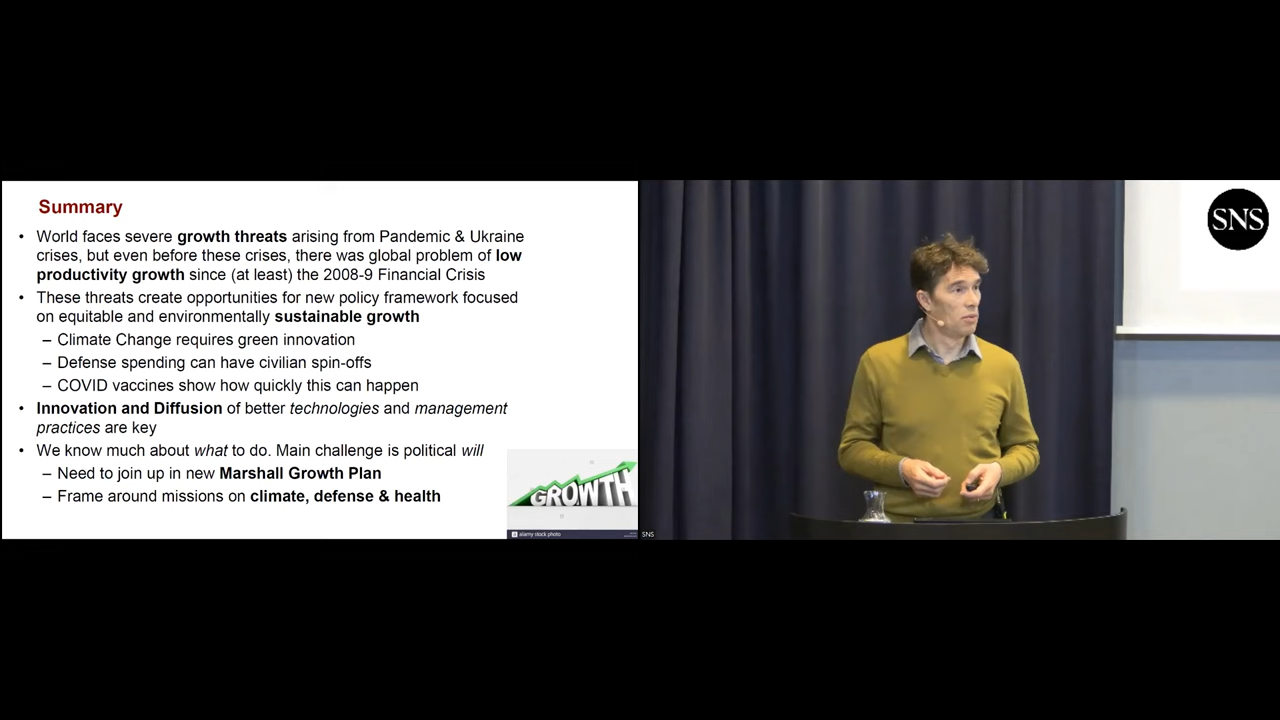 Summary
• World faces severe growth threats arising from Pandemic & Ukraine
crises, but even before these crises, there was global problem of low
productivity growth since (at least) the 2008-9 Financial Crisis
• These threats create opportunities for new policy framework focused
on equitable and environmentally sustainable growth
– Climate Change requires green innovation
– Defense spending can have civilian spin-offs
– COVID vaccines show how quickly this can happen
• Innovation and Diffusion of better technologies and management
practices are key
• We know much about what to do. Main challenge is political will
– Need to join up in new Marshall Growth Plan
– Frame around missions on climate, defense & health
GROWTH
a alamy stock photo
SNS
SNS